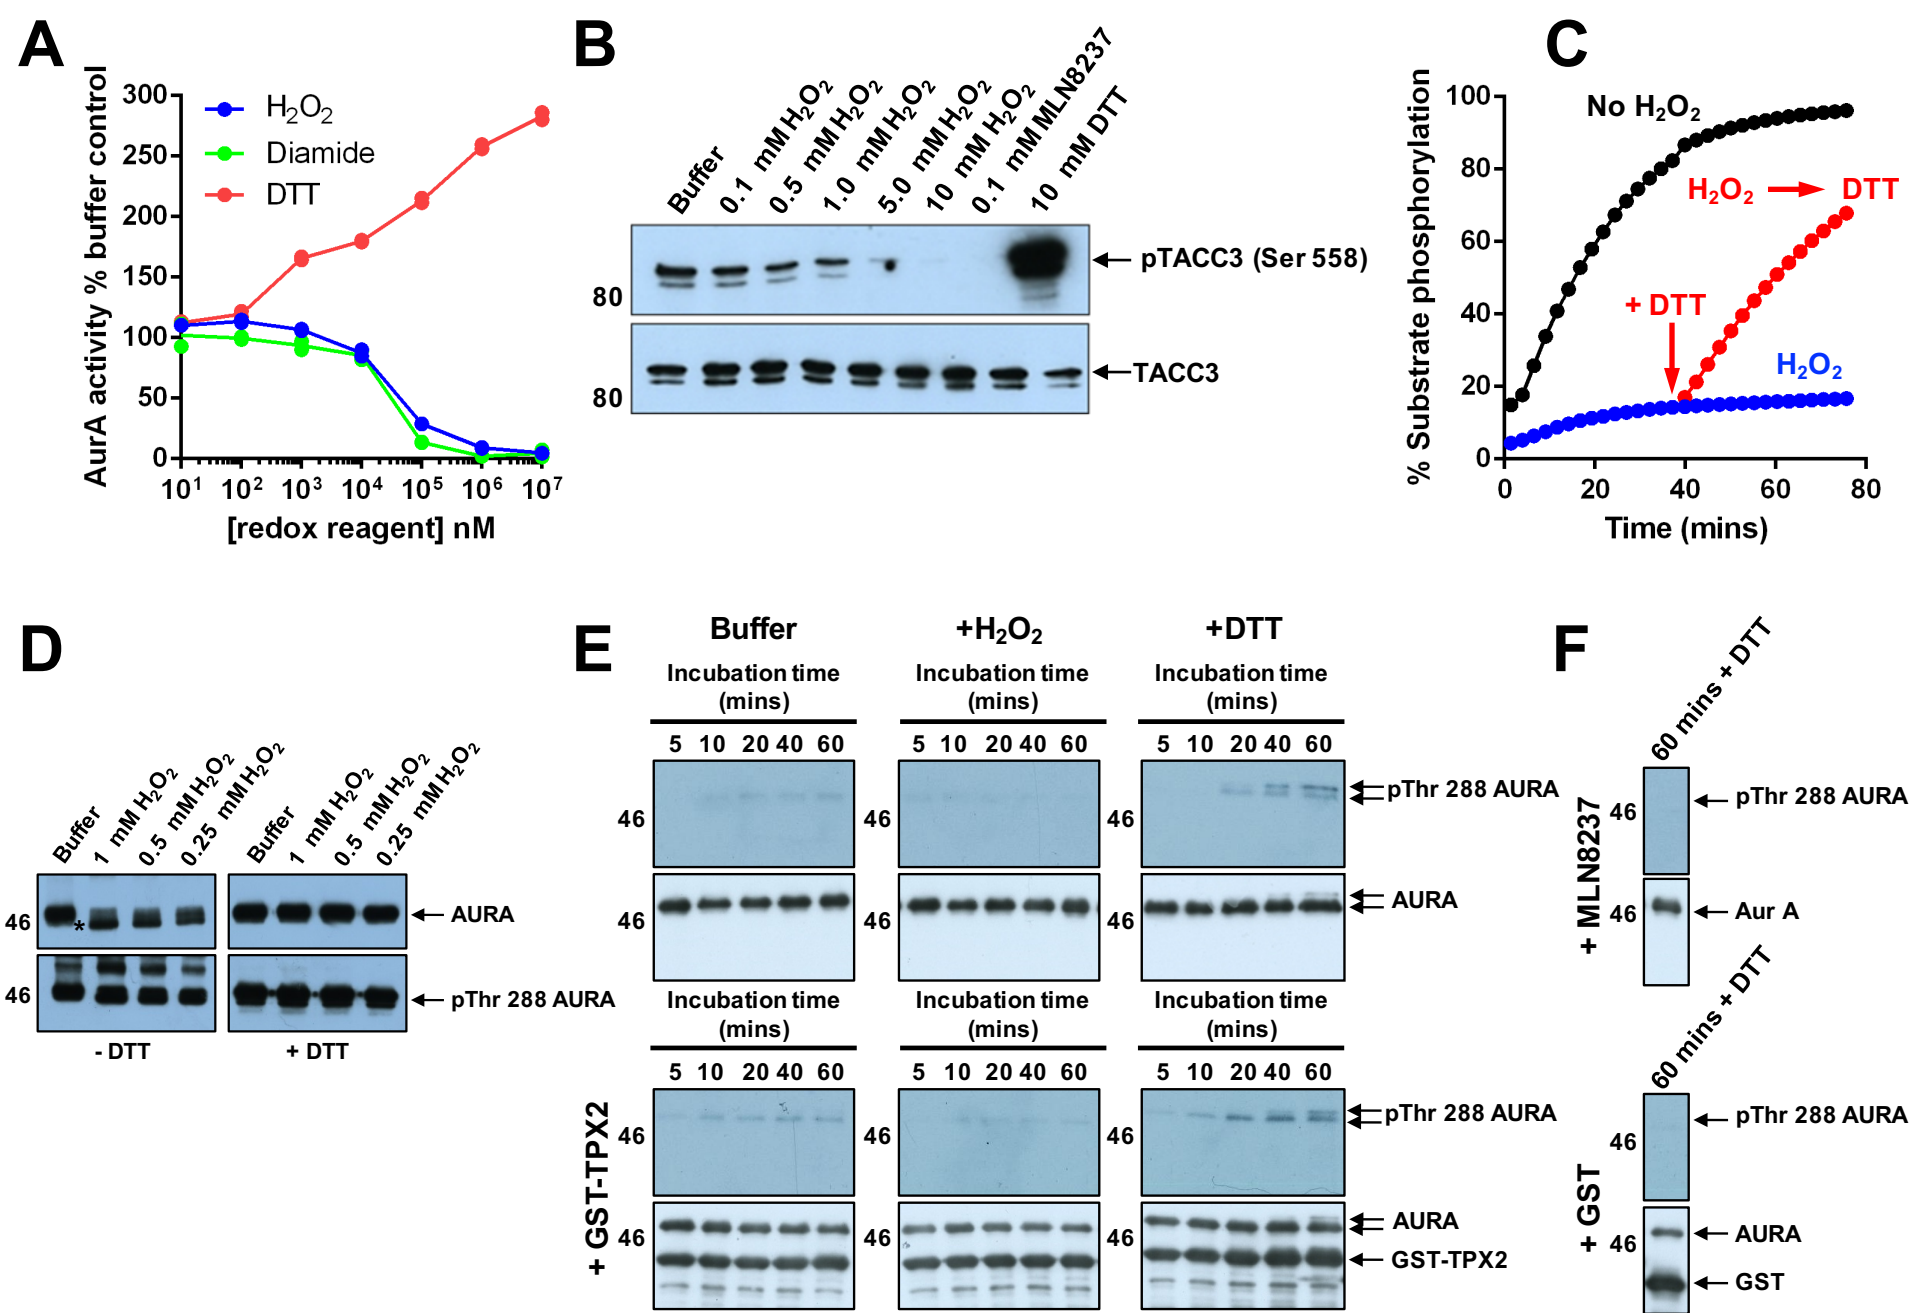 A
AurA activity % buffer control
300
250
200
150
100
50
0
H₂O₂
Diamide
DTT
10¹ 10² 10³ 10⁴ 10⁵ 10⁶ 10⁷
[redox reagent] nM
B
Buffer
0.1 mM H₂O₂
0.5 mM H₂O₂
1.0 mM H₂O₂
5.0 mM H₂O₂
10 mM H₂O₂
0.1 mM MLN8237
10 mM DTT
80
pTACC3 (Ser 558)
80
TACC3
C
% Substrate phosphorylation
100
80
60
40
20
0
No H₂O₂
H₂O₂ → DTT
+ DTT
H₂O₂
0 20 40 60 80
Time (mins)
D
Buffer
1 mM H₂O₂
0.5 mM H₂O₂
0.25 mM H₂O₂
Buffer
1 mM H₂O₂
0.5 mM H₂O₂
0.25 mM H₂O₂
46
*
AURA
46
pThr 288 AURA
- DTT
+ DTT
E
Buffer +H₂O₂ +DTT
Incubation time (mins)
Incubation time (mins)
Incubation time (mins)
5 10 20 40 60
5 10 20 40 60
5 10 20 40 60
46 46 46
pThr 288 AURA
46 46 46
AURA
+ GST-TPX2
Incubation time (mins)
Incubation time (mins)
Incubation time (mins)
5 10 20 40 60
5 10 20 40 60
5 10 20 40 60
46 46 46
pThr 288 AURA
46 46 46
AURA
GST-TPX2
F
60 mins + DTT
+ MLN8237
46
pThr 288 AURA
46
Aur A
60 mins + DTT
+ GST
46
pThr 288 AURA
46
AURA
GST